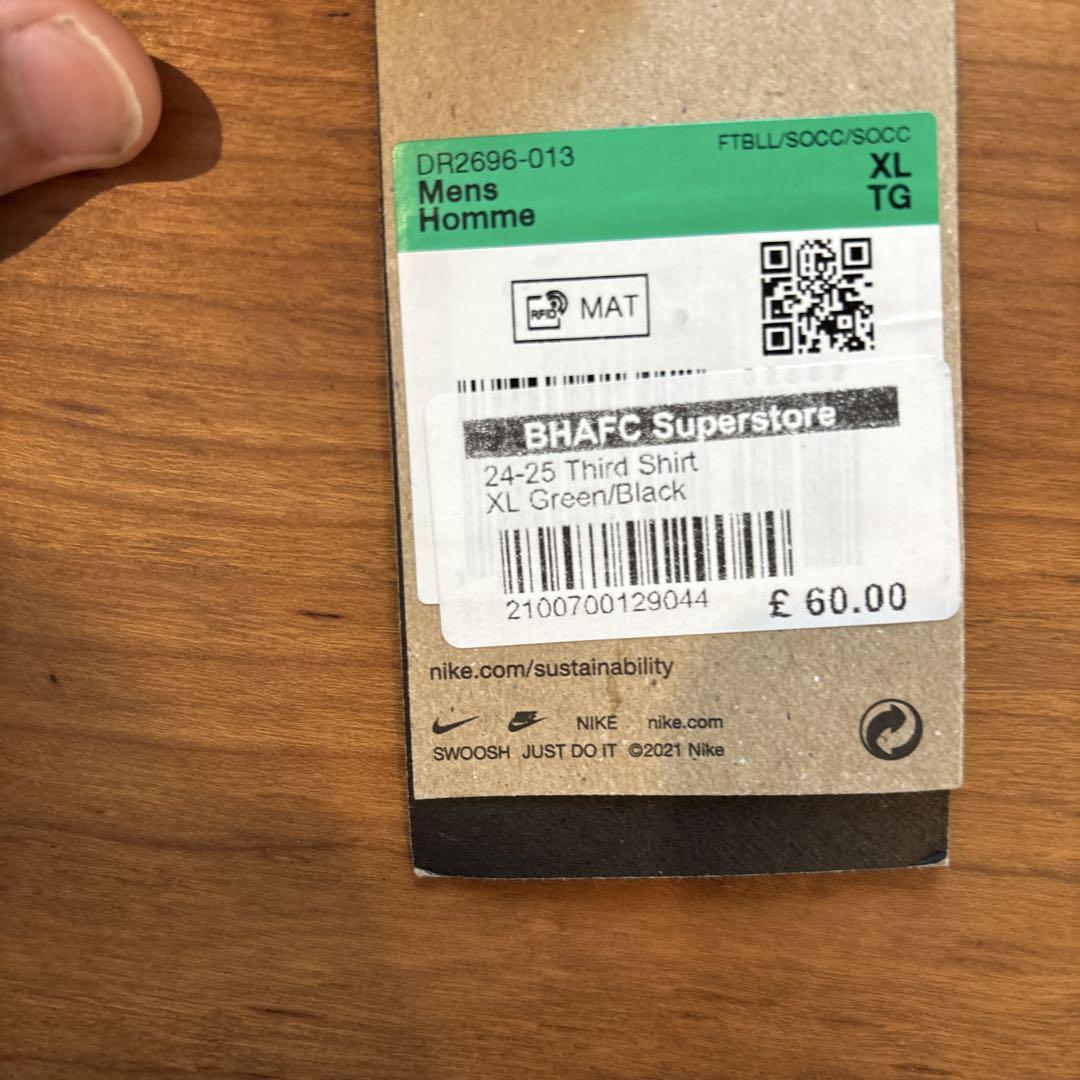 DR2696-013
FTBLL/SOCC/SOCC
Mens
XL
Homme
TG
RFID MAT
BHAFC Superstore
24-25 Third Shirt
XL Green/Black
2100700129044
£ 60.00
nike.com/sustainability
NIKE nike.com
SWOOSH JUST DO IT ©2021 Nike